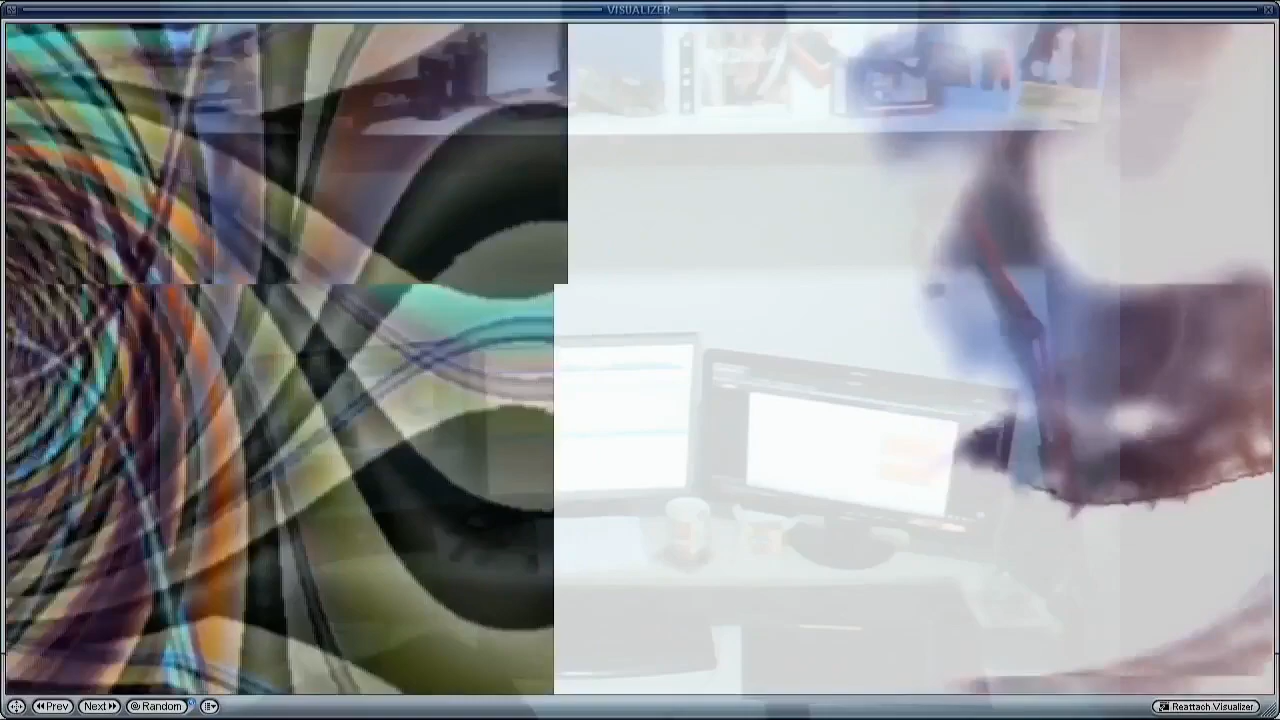 VISUALIZER
Prev
Next
Random
Reattach Visualizer